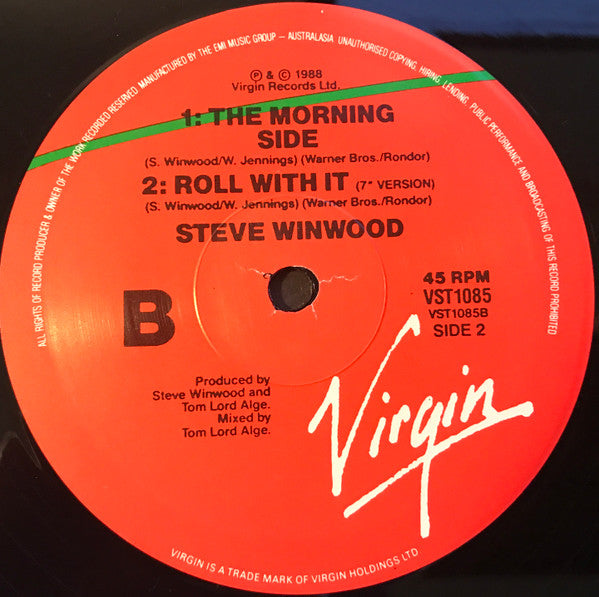 ALL RIGHTS OF RECORD PRODUCER & OWNER OF THE WORK RECORDED RESERVED. MANUFACTURED BY THE EMI MUSIC GROUP – AUSTRALASIA. UNAUTHORISED COPYING, HIRING, LENDING, PUBLIC PERFORMANCE AND BROADCASTING OF THIS RECORD PROHIBITED
℗ & © 1988
Virgin Records Ltd.
1: THE MORNING
SIDE
(S. Winwood/W. Jennings) (Warner Bros./Rondor)
2: ROLL WITH IT (7" VERSION)
(S. Winwood/W. Jennings) (Warner Bros./Rondor)
STEVE WINWOOD
B
45 RPM
VST1085
VST1085B
SIDE 2
Produced by
Steve Winwood and
Tom Lord Alge.
Mixed by
Tom Lord Alge.
Virgin
VIRGIN IS A TRADE MARK OF VIRGIN HOLDINGS LTD